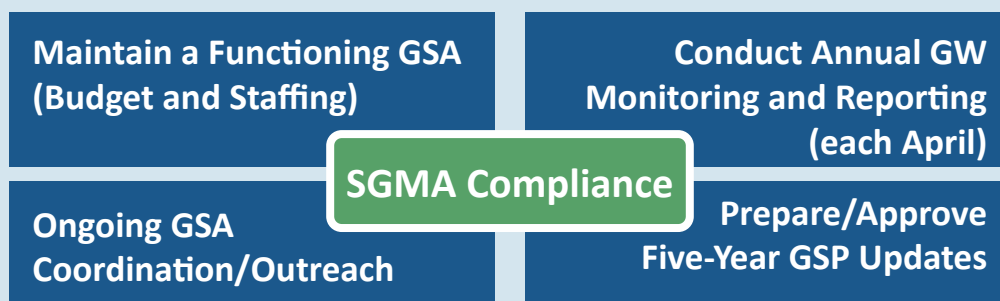 Maintain a Functioning GSA
(Budget and Staffing)
Conduct Annual GW
Monitoring and Reporting
(each April)
SGMA Compliance
Ongoing GSA
Coordination/Outreach
Prepare/Approve
Five-Year GSP Updates